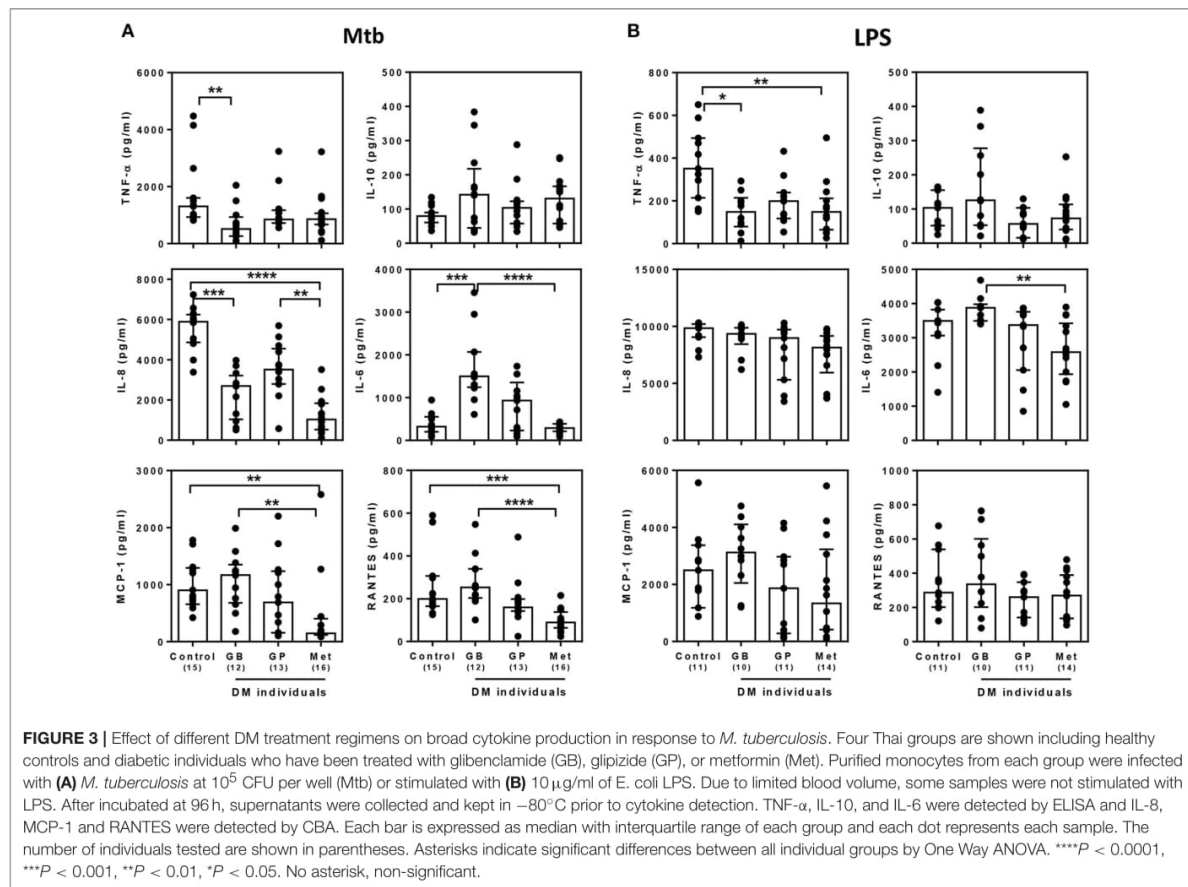 A
Mtb
TNF-α (pg/ml)
6000
4000
2000
0
**
IL-10 (pg/ml)
500
400
300
200
100
0
IL-8 (pg/ml)
8000
6000
4000
2000
0
****
***
**
IL-6 (pg/ml)
4000
3000
2000
1000
0
***
****
MCP-1 (pg/ml)
3000
2000
1000
0
**
**
Control GB GP Met
(15) (12) (13) (16)
DM individuals
RANTES (pg/ml)
800
600
400
200
0
***
****
Control GB GP Met
(15) (12) (13) (16)
DM individuals
B
LPS
TNF-α (pg/ml)
800
600
400
200
0
**
*
IL-10 (pg/ml)
500
400
300
200
100
0
IL-8 (pg/ml)
15000
10000
5000
0
IL-6 (pg/ml)
5000
4000
3000
2000
1000
0
**
MCP-1 (pg/ml)
6000
4000
2000
0
Control GB GP Met
(11) (10) (11) (14)
DM individuals
RANTES (pg/ml)
1000
800
600
400
200
0
Control GB GP Met
(11) (10) (11) (14)
DM individuals
FIGURE 3 | Effect of different DM treatment regimens on broad cytokine production in response to M. tuberculosis. Four Thai groups are shown including healthy
controls and diabetic individuals who have been treated with glibenclamide (GB), glipizide (GP), or metformin (Met). Purified monocytes from each group were infected
with (A) M. tuberculosis at 10⁵ CFU per well (Mtb) or stimulated with (B) 10 μg/ml of E. coli LPS. Due to limited blood volume, some samples were not stimulated with
LPS. After incubated at 96 h, supernatants were collected and kept in −80°C prior to cytokine detection. TNF-α, IL-10, and IL-6 were detected by ELISA and IL-8,
MCP-1 and RANTES were detected by CBA. Each bar is expressed as median with interquartile range of each group and each dot represents each sample. The
number of individuals tested are shown in parentheses. Asterisks indicate significant differences between all individual groups by One Way ANOVA. ****P < 0.0001,
***P < 0.001, **P < 0.01, *P < 0.05. No asterisk, non-significant.